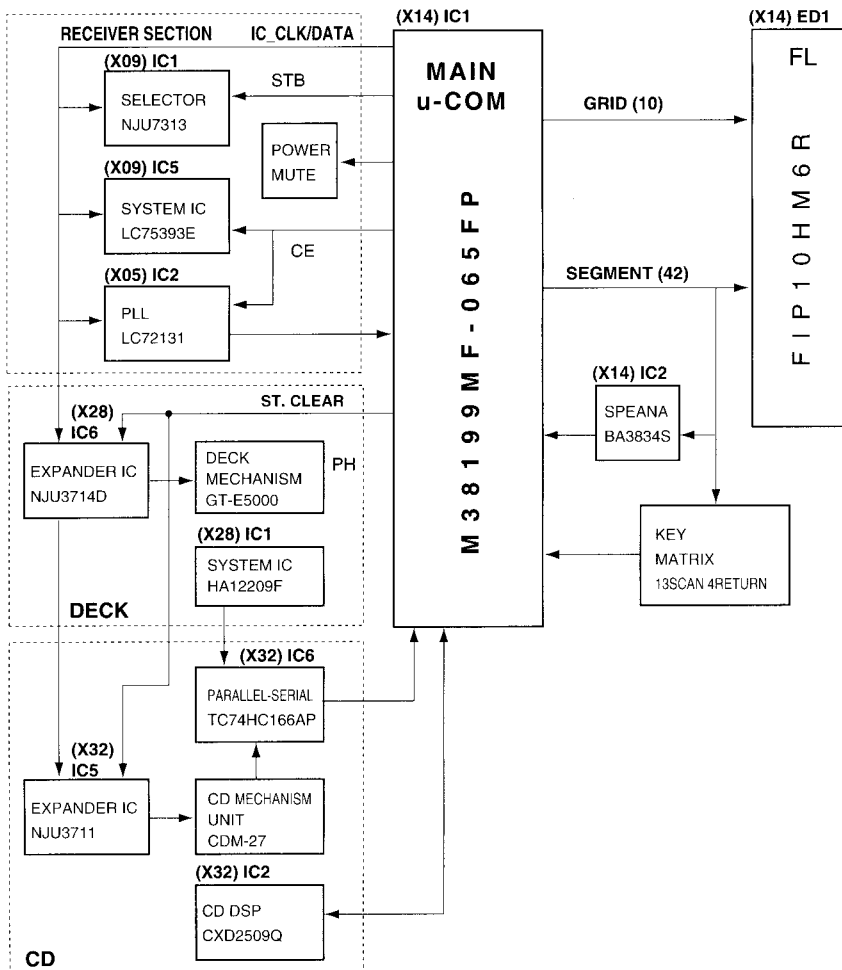 RECEIVER SECTION
IC_CLK/DATA
(X14) IC1
(X14) ED1
(X09) IC1
SELECTOR
NJU7313
STB
MAIN
u-COM
M38199MF-065FP
FL
FIP10HM6R
GRID (10)
POWER
MUTE
(X09) IC5
SYSTEM IC
LC75393E
CE
SEGMENT (42)
(X05) IC2
PLL
LC72131
(X14) IC2
SPEANA
BA3834S
ST. CLEAR
(X28)
IC6
EXPANDER IC
NJU3714D
DECK
MECHANISM
GT-E5000
PH
(X28) IC1
SYSTEM IC
HA12209F
KEY
MATRIX
13SCAN 4RETURN
DECK
(X32) IC6
PARALLEL-SERIAL
TC74HC166AP
(X32)
IC5
EXPANDER IC
NJU3711
CD MECHANISM
UNIT
CDM-27
(X32) IC2
CD DSP
CXD2509Q
CD